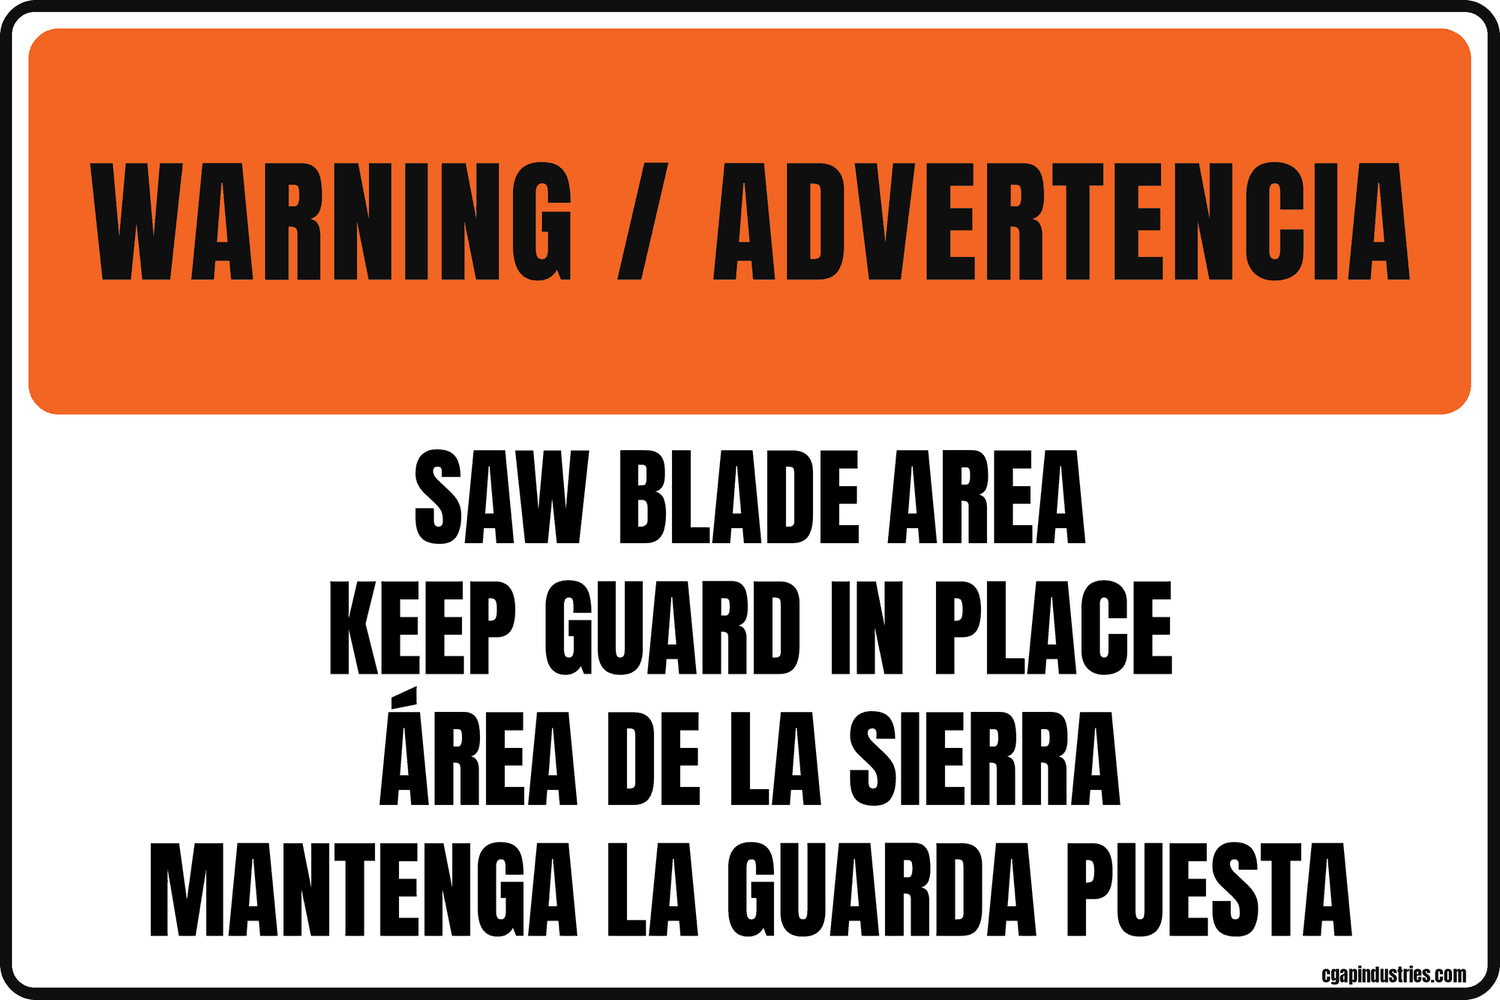 WARNING / ADVERTENCIA
SAW BLADE AREA
KEEP GUARD IN PLACE
ÁREA DE LA SIERRA
MANTENGA LA GUARDA PUESTA
cgapindustries.com